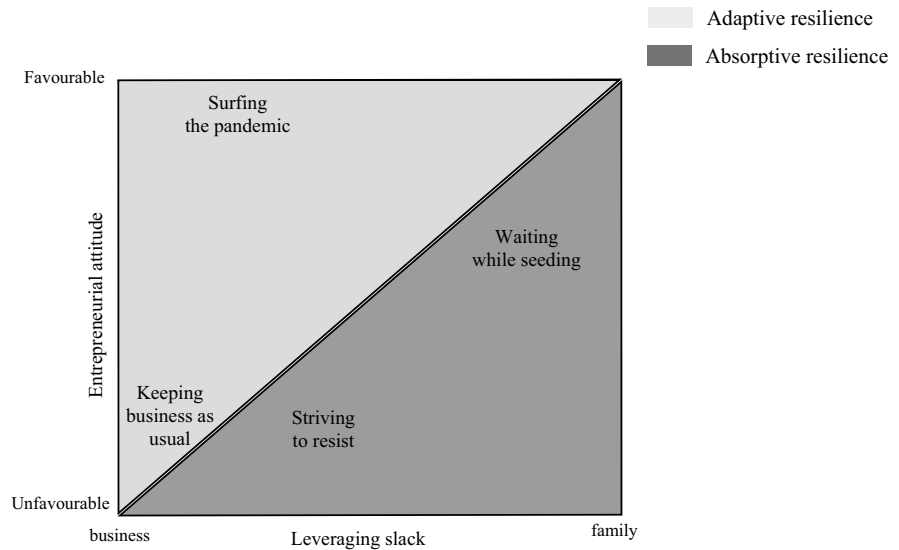 Adaptive resilience
Absorptive resilience
Favourable
Surfing
the pandemic
Waiting
while seeding
Entrepreneurial attitude
Keeping
business as
usual
Striving
to resist
Unfavourable
business
Leveraging slack
family